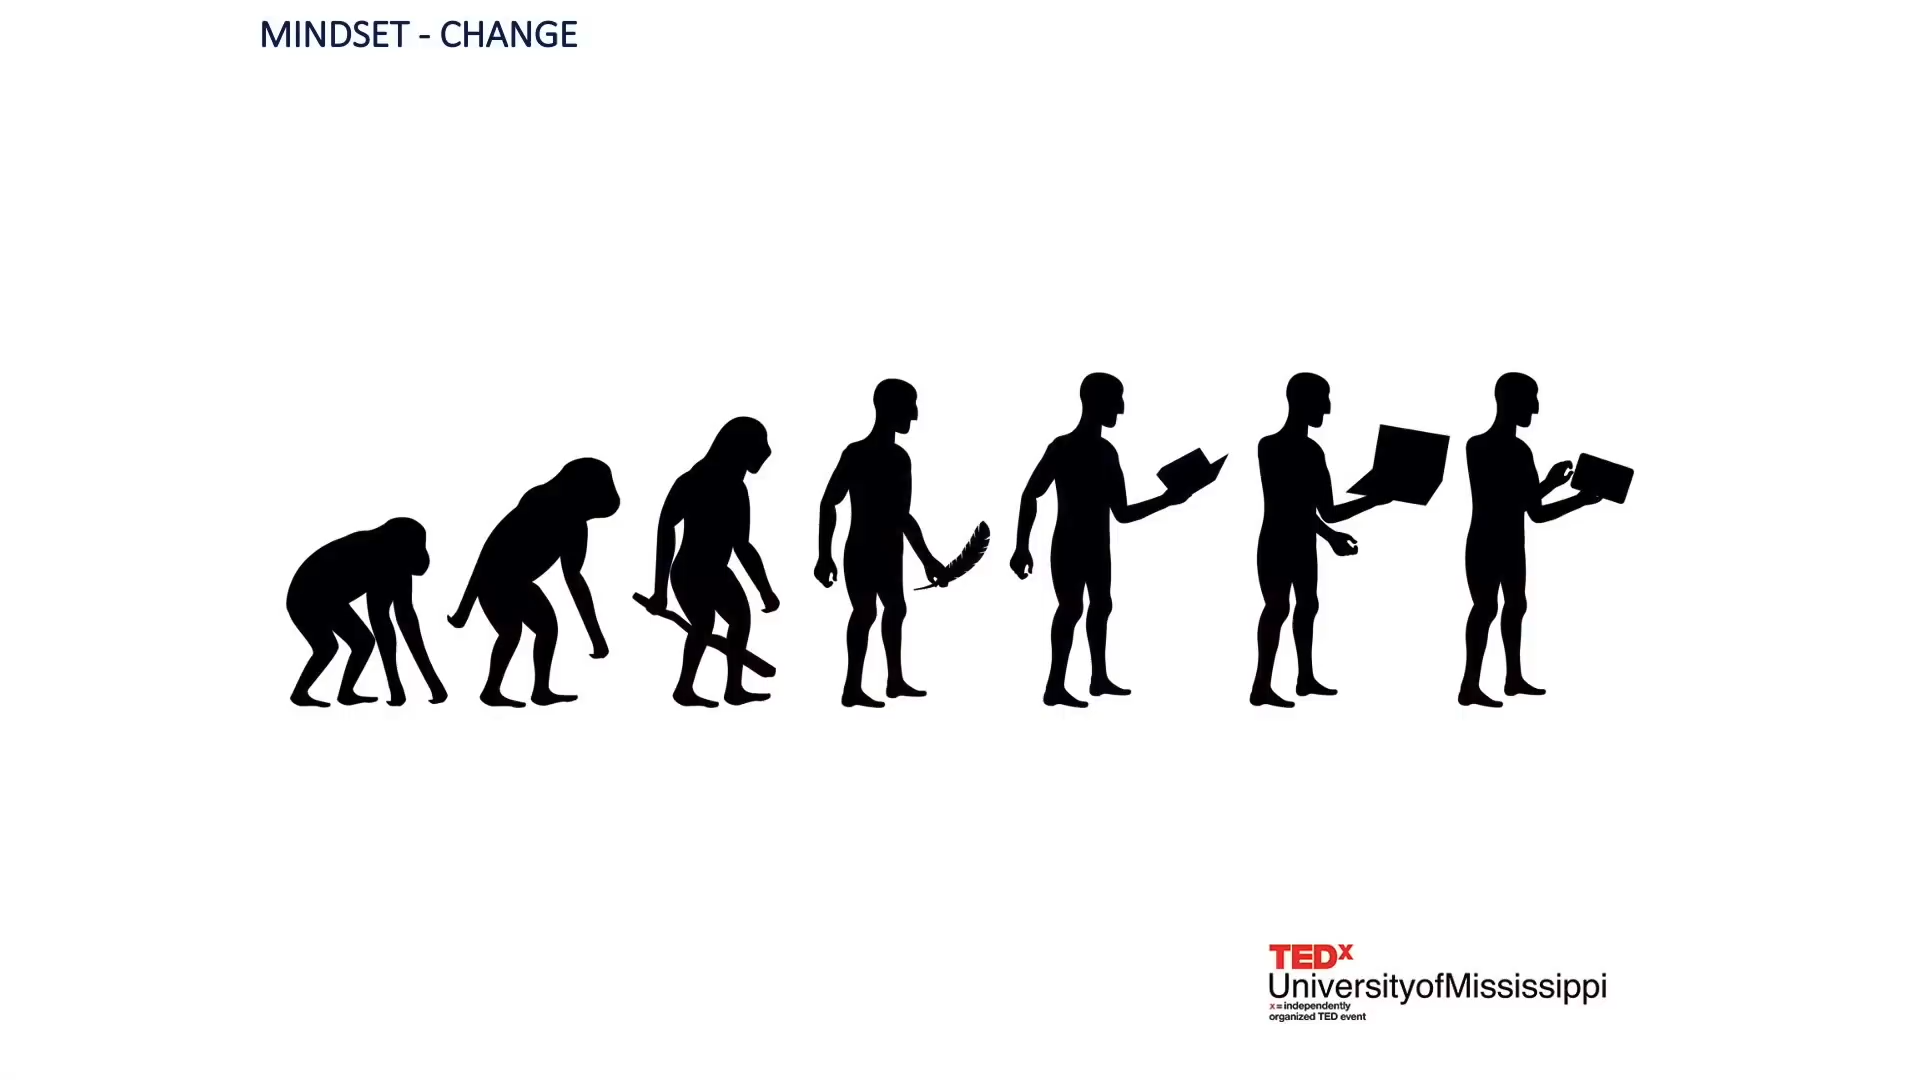 MINDSET - CHANGE
TEDx
UniversityofMississippi
x = independently
organized TED event